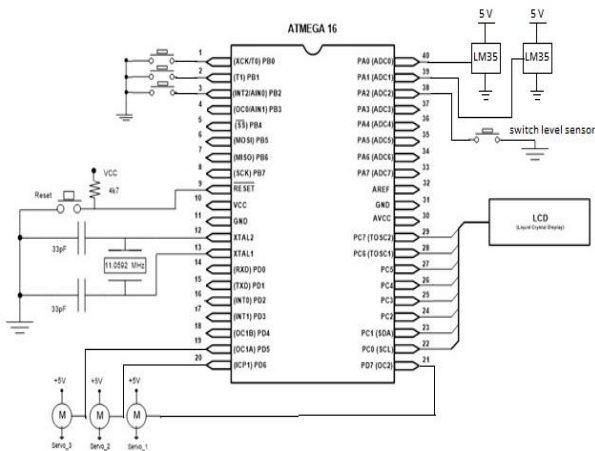 ATMEGA 16
5 V
5 V
LM35
LM35
1 (XCK/T0) PB0
2 (T1) PB1
3 (INT2/AIN0) PB2
4 (OC0/AIN1) PB3
5 (SS) PB4
6 (MOSI) PB5
7 (MISO) PB6
8 (SCK) PB7
9 RESET
10 VCC
11 GND
12 XTAL2
13 XTAL1
14 (RXD) PD0
15 (TXD) PD1
16 (INT0) PD2
17 (INT1) PD3
18 (OC1B) PD4
19 (OC1A) PD5
20 (ICP1) PD6
PA0 (ADC0) 40
PA1 (ADC1) 39
PA2 (ADC2) 38
PA3 (ADC3) 37
PA4 (ADC4) 36
PA5 (ADC5) 35
PA6 (ADC6) 34
PA7 (ADC7) 33
AREF 32
GND 31
AVCC 30
PC7 (TOSC2) 29
PC6 (TOSC1) 28
PC5 27
PC4 26
PC3 25
PC2 24
PC1 (SDA) 23
PC0 (SCL) 22
PD7 (OC2) 21
switch level sensor
LCD
(Liquid Crystal Display)
VCC
Reset
4k7
33pF
11.0592 MHz
33pF
+5V
+5V
+5V
M
M
M
Servo_3
Servo_2
Servo_1